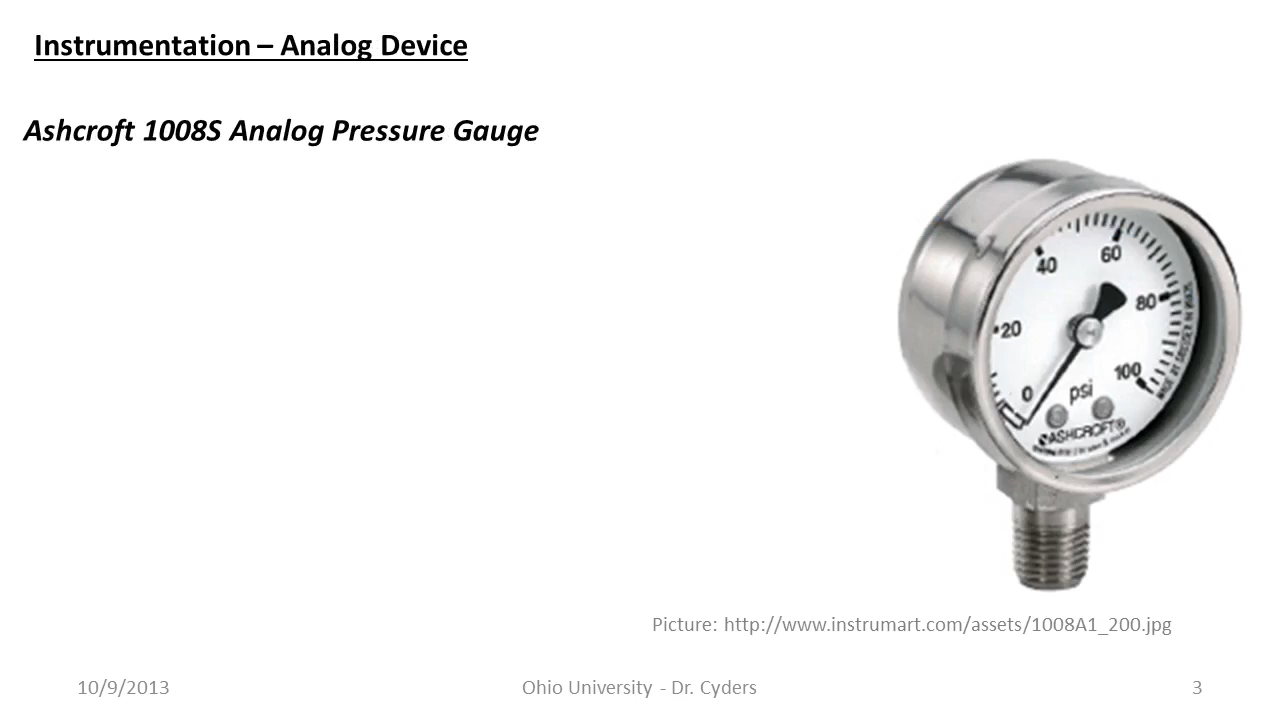 Instrumentation – Analog Device
Ashcroft 1008S Analog Pressure Gauge
60
40
80
20
100
0
psi
ASHCROFT®
Picture: http://www.instrumart.com/assets/1008A1_200.jpg
10/9/2013
Ohio University - Dr. Cyders
3